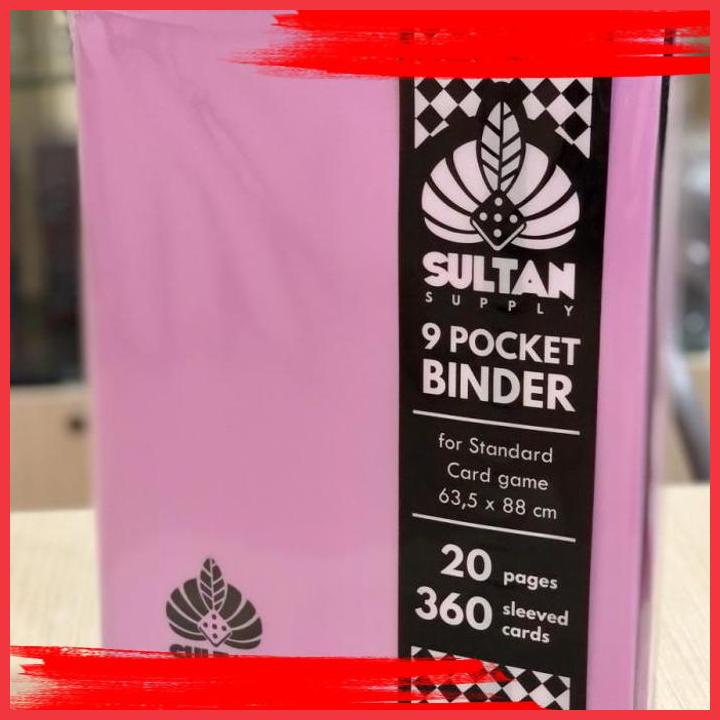 SULTAN
SUPPLY
9 POCKET
BINDER
for Standard
Card game
63,5 x 88 cm
20 pages
360 sleeved
cards